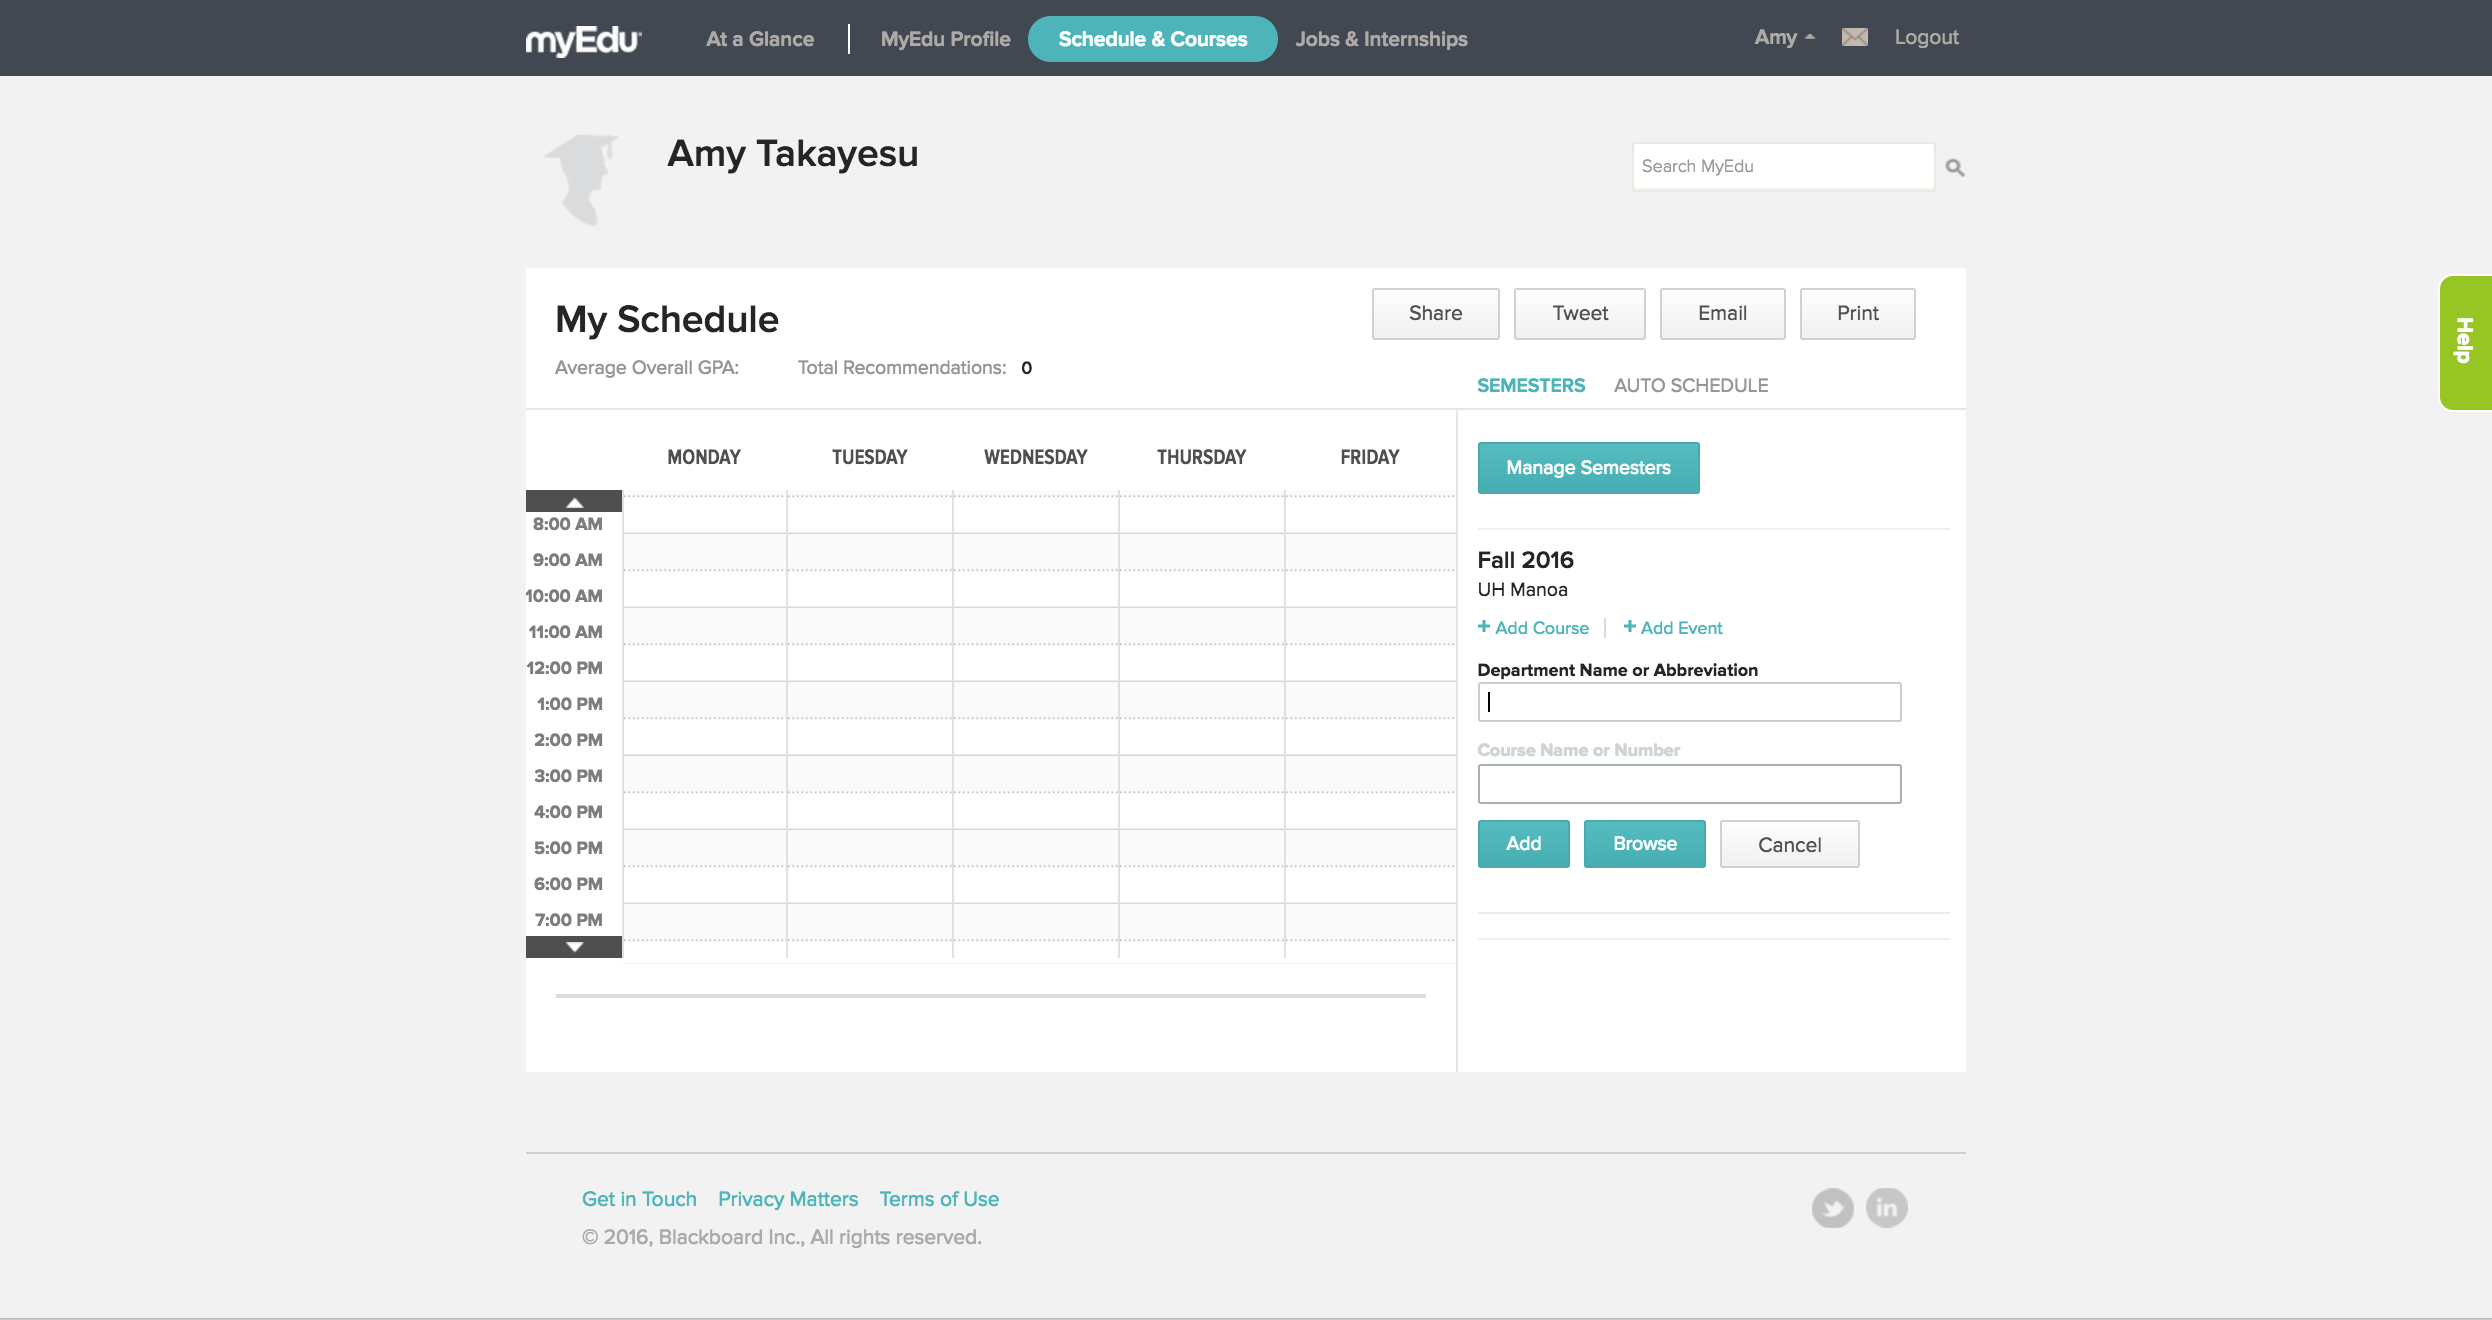 myEdu At a Glance MyEdu Profile Schedule & Courses Jobs & Internships Amy Logout
Amy Takayesu
Search MyEdu
Help
My Schedule
Share Tweet Email Print
Average Overall GPA: Total Recommendations: 0
SEMESTERS AUTO SCHEDULE
MONDAY TUESDAY WEDNESDAY THURSDAY FRIDAY
8:00 AM
9:00 AM
10:00 AM
11:00 AM
12:00 PM
1:00 PM
2:00 PM
3:00 PM
4:00 PM
5:00 PM
6:00 PM
7:00 PM
Manage Semesters
Fall 2016
UH Manoa
+ Add Course + Add Event
Department Name or Abbreviation
Course Name or Number
Add Browse Cancel
Get in Touch Privacy Matters Terms of Use
in
© 2016, Blackboard Inc., All rights reserved.